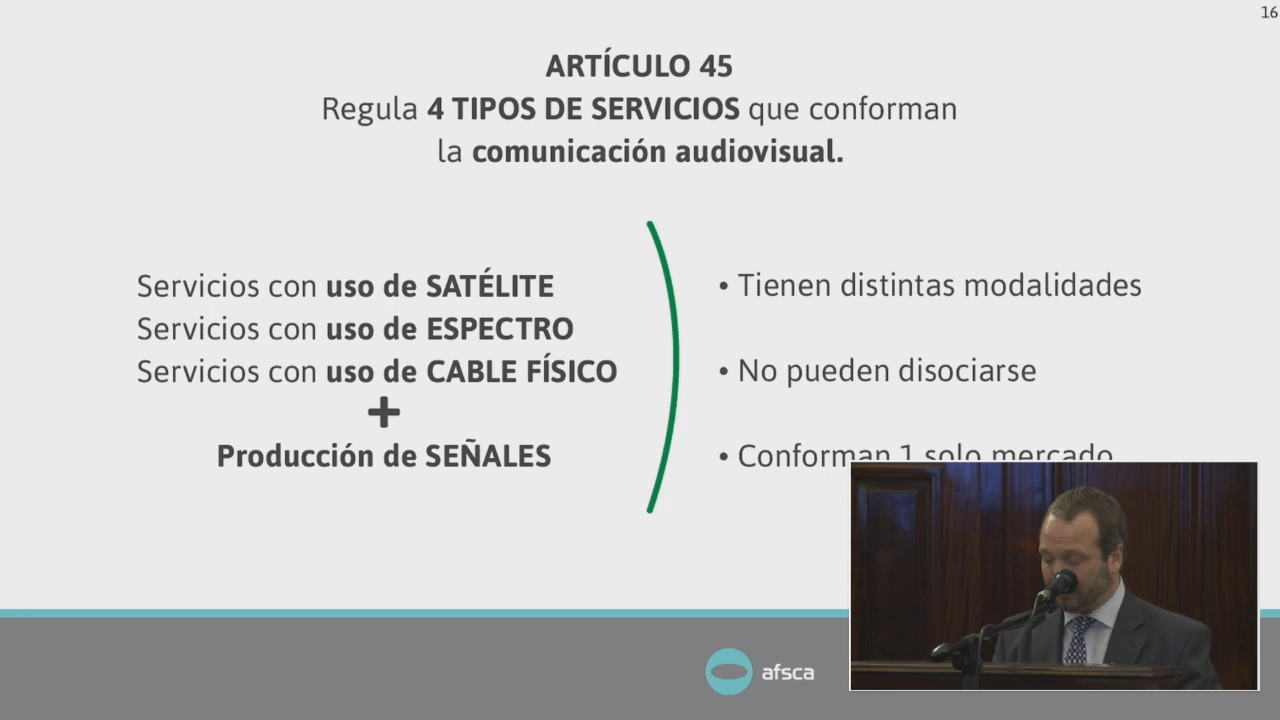 16
ARTÍCULO 45
Regula 4 TIPOS DE SERVICIOS que conforman
la comunicación audiovisual.
Servicios con uso de SATÉLITE
Servicios con uso de ESPECTRO
Servicios con uso de CABLE FÍSICO
+
Producción de SEÑALES
• Tienen distintas modalidades
• No pueden disociarse
• Conforman 1 solo mercado
afsca